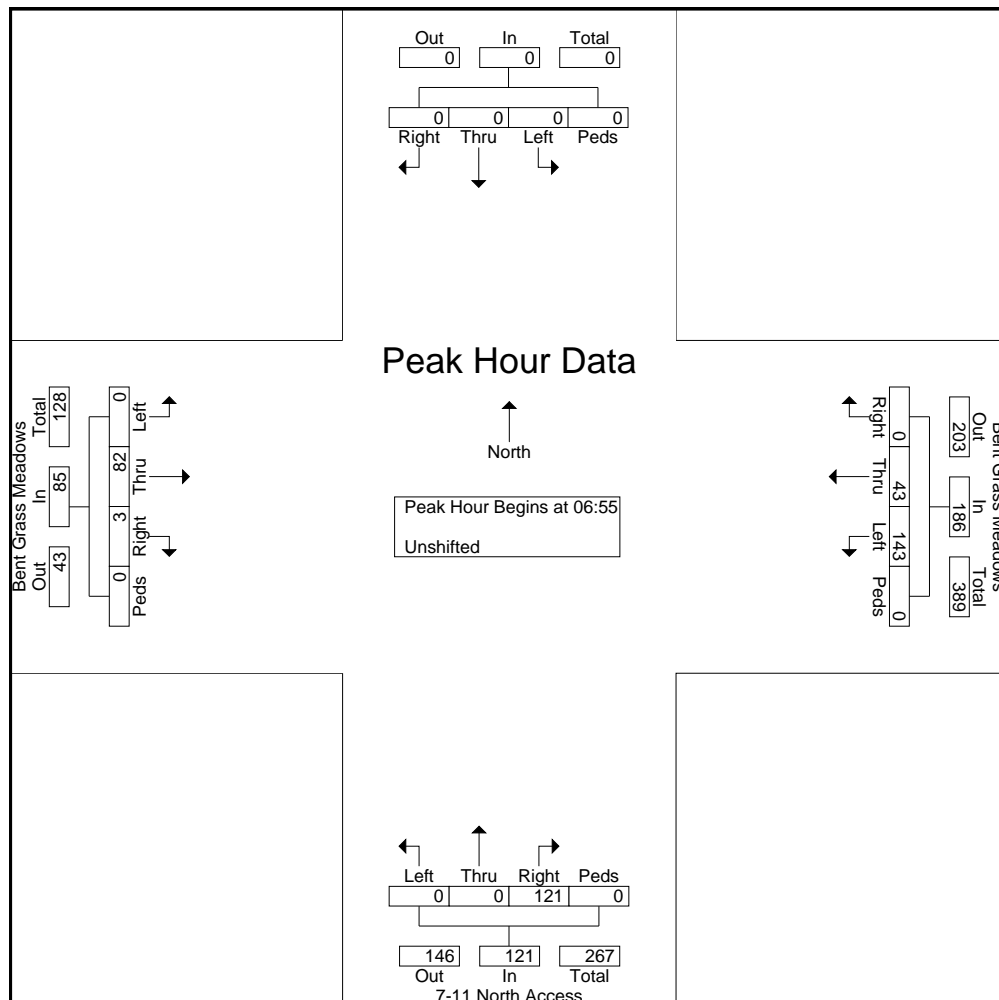 Out In Total
0 0 0
0 0 0 0
Right Thru Left Peds
Peak Hour Data
North
Peak Hour Begins at 06:55
Unshifted
Bent Grass Meadows
Out In Total
43 85 128
0 3 82 0
Peds Right Thru Left
Bent Grass Meadows
Out In Total
203 186 389
0 43 143 0
Right Thru Left Peds
Left Thru Right Peds
0 0 121 0
146 121 267
Out In Total
7-11 North Access